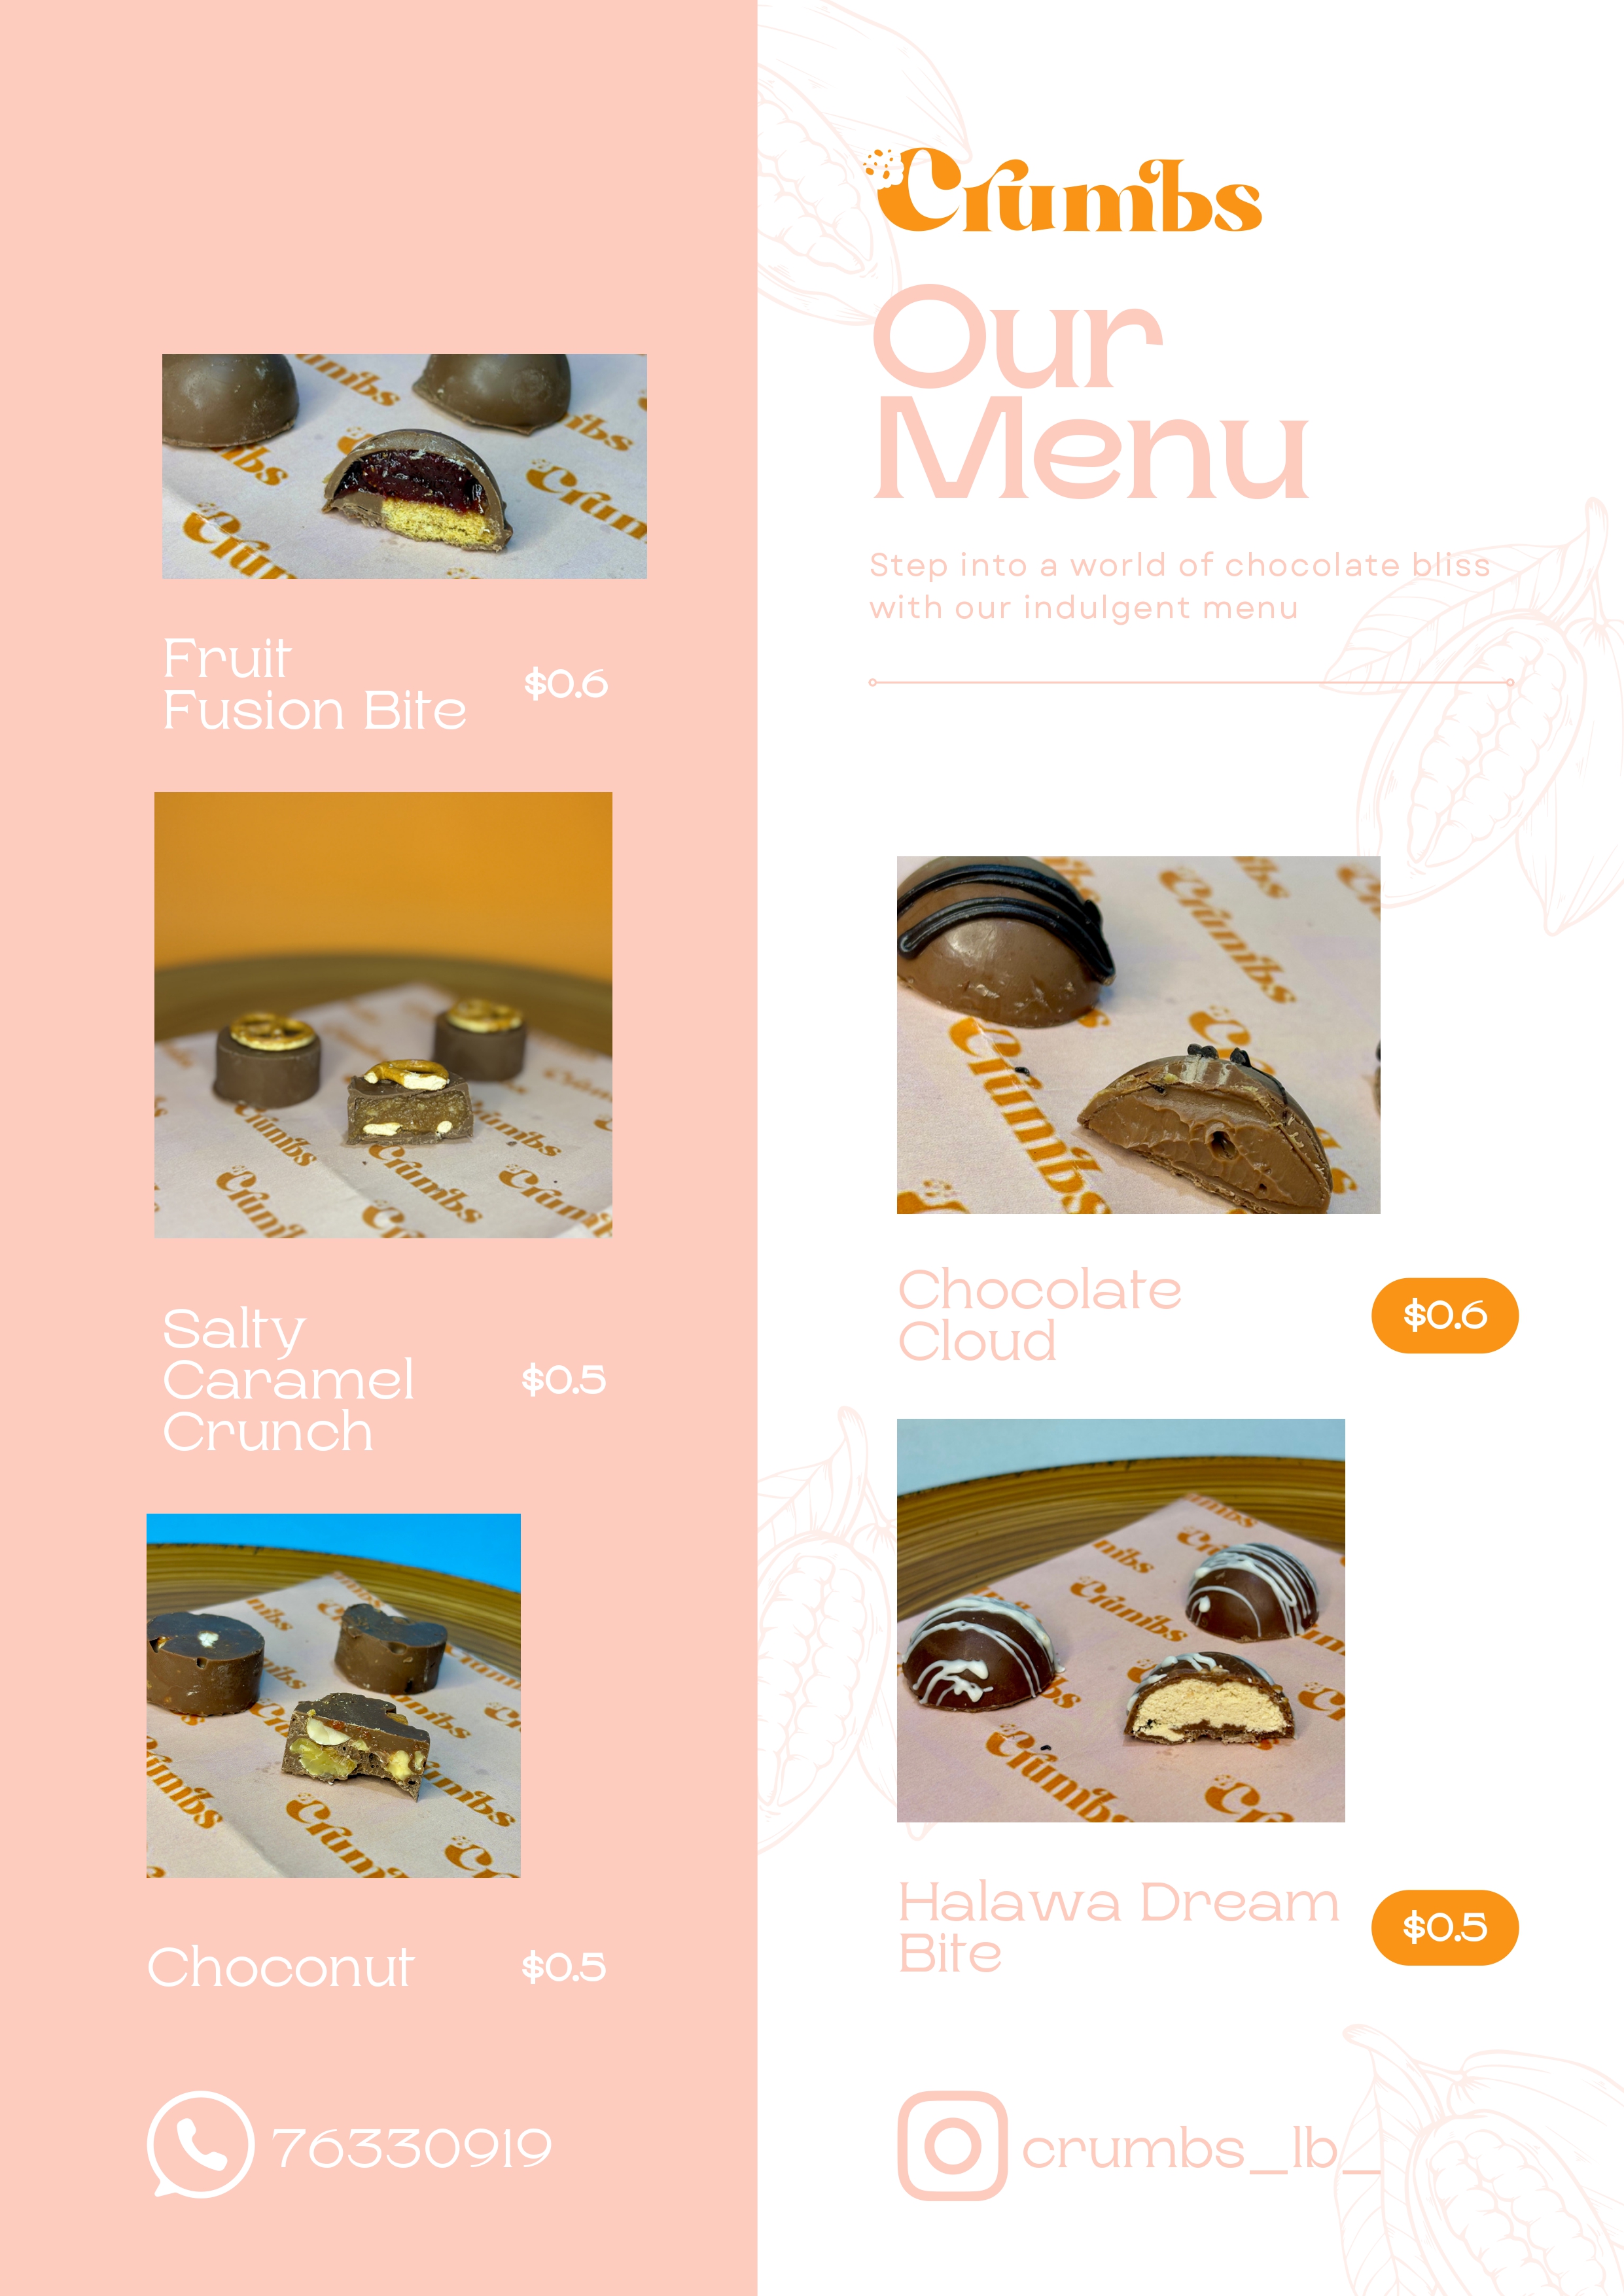 Crumbs
Our
Menu
Step into a world of chocolate bliss
with our indulgent menu
Fruit
Fusion Bite
$0.6
Salty
Caramel
Crunch
$0.5
Choconut
$0.5
Chocolate
Cloud
$0.6
Halawa Dream
Bite
$0.5
76330919
crumbs_lb_